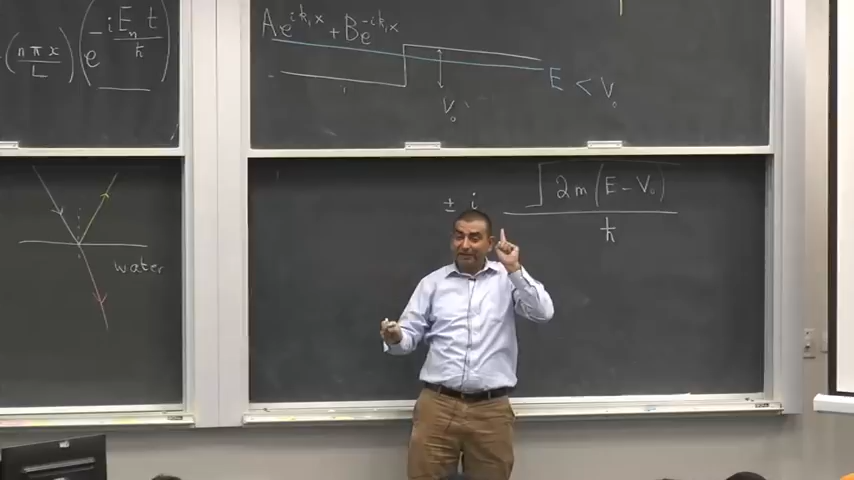 (nπx/L) (e^{-iE_n t/ħ})
Ae^{ik₁x} + Be^{-ik₁x}
E < V₀
V₀
water
± i √(2m(E-V₀)) / ħ